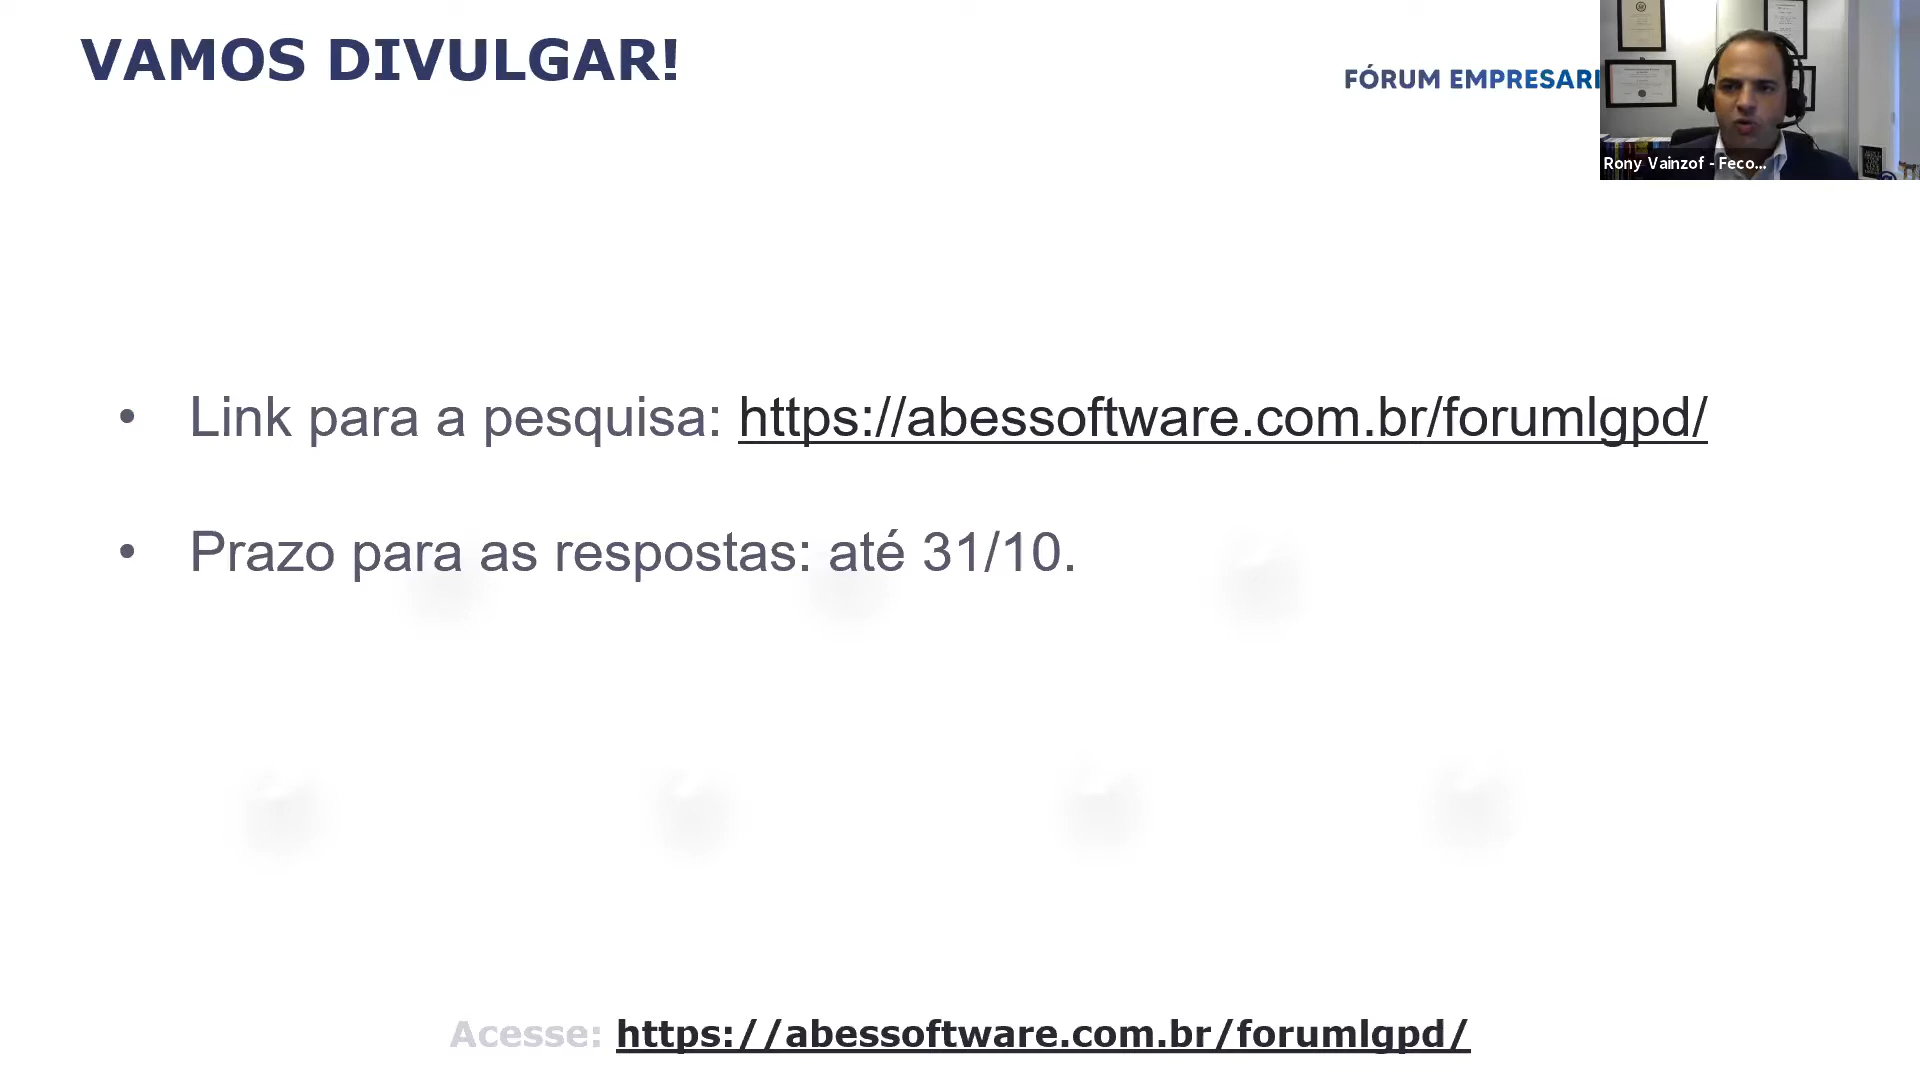 VAMOS DIVULGAR!
FÓRUM EMPRESARI
Rony Vainzof - Feco...
• Link para a pesquisa: https://abessoftware.com.br/forumlgpd/
• Prazo para as respostas: até 31/10.
Acesse: https://abessoftware.com.br/forumlgpd/